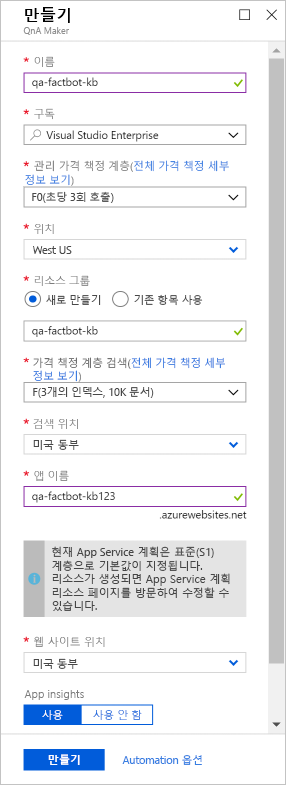 만들기
QnA Maker
* 이름
qa-factbot-kb
* 구독
Visual Studio Enterprise
* 관리 가격 책정 계층(전체 가격 책정 세부
정보 보기)
F0(초당 3회 호출)
* 위치
West US
* 리소스 그룹
새로 만들기 기존 항목 사용
qa-factbot-kb
* 가격 책정 계층 검색(전체 가격 책정 세부
정보 보기)
F(3개의 인덱스, 10K 문서)
* 검색 위치
미국 동부
* 앱 이름
qa-factbot-kb123
.azurewebsites.net
현재 App Service 계획은 표준(S1)
계층으로 기본값이 지정됩니다.
리소스가 생성되면 App Service 계획
리소스 페이지를 방문하여 수정할 수
있습니다.
* 웹 사이트 위치
미국 동부
App insights
사용 사용 안 함
만들기 Automation 옵션